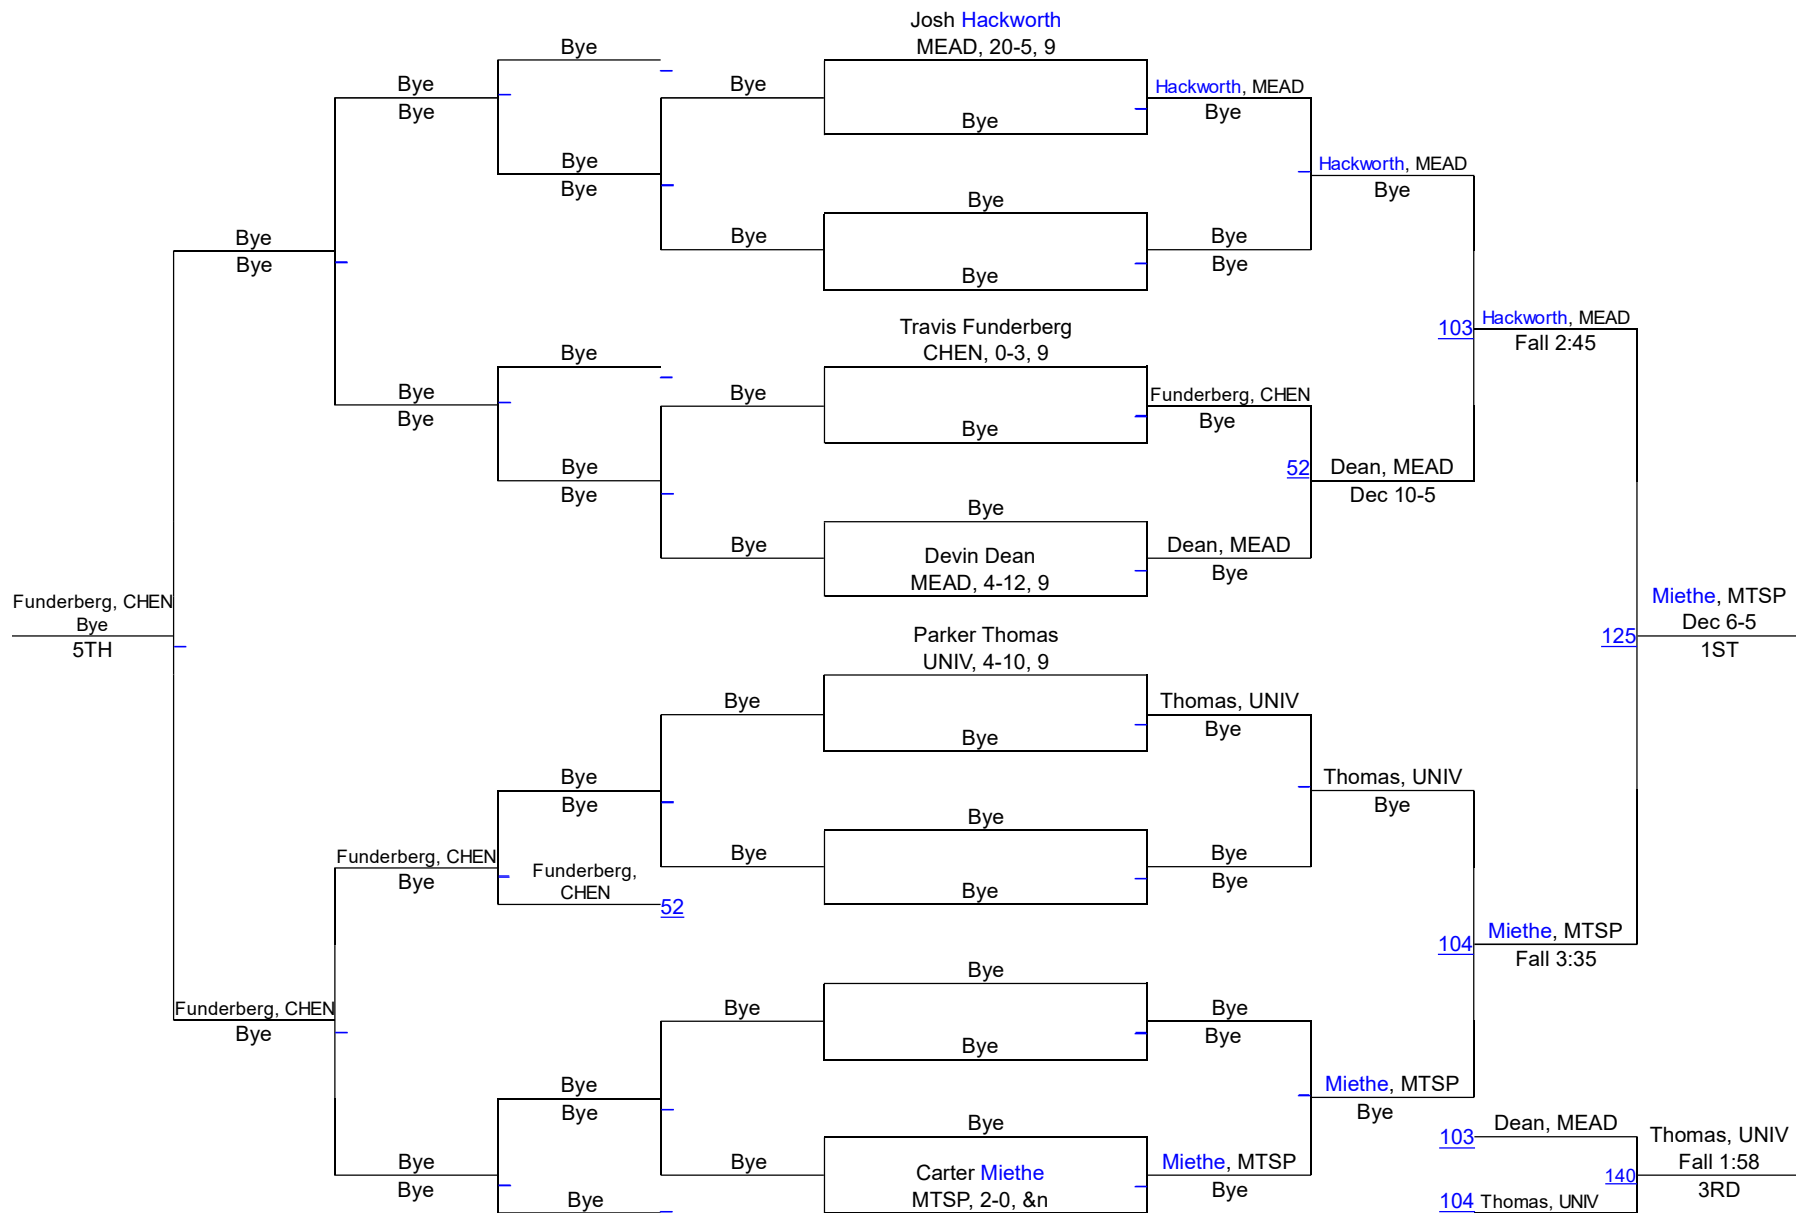 Josh Hackworth
MEAD, 20-5, 9
Bye
Bye
Bye
Bye
Hackworth, MEAD
Bye
Bye
Bye
Bye
Hackworth, MEAD
Bye
Bye
Bye
Bye
Bye
Bye
Bye
Bye
Bye
Bye
Travis Funderberg
CHEN, 0-3, 9
103
Hackworth, MEAD
Fall 2:45
Bye
Bye
Bye
Bye
Funderberg, CHEN
Bye
Bye
Bye
Bye
52
Dean, MEAD
Dec 10-5
Bye
Bye
Devin Dean
MEAD, 4-12, 9
Dean, MEAD
Bye
Funderberg, CHEN
Bye
5TH
Miethe, MTSP
Dec 6-5
1ST
125
Parker Thomas
UNIV, 4-10, 9
Bye
Thomas, UNIV
Bye
Bye
Bye
Bye
Thomas, UNIV
Bye
Bye
Funderberg, CHEN
Bye
Funderberg,
CHEN
52
Bye
Bye
Bye
Bye
104
Miethe, MTSP
Fall 3:35
Bye
Funderberg, CHEN
Bye
Bye
Bye
Bye
Bye
Bye
Bye
Miethe, MTSP
Bye
Bye
103
Dean, MEAD
Thomas, UNIV
Fall 1:58
3RD
140
Bye
Bye
Bye
Carter Miethe
MTSP, 2-0, &n
Miethe, MTSP
Bye
Bye
104
Thomas, UNIV